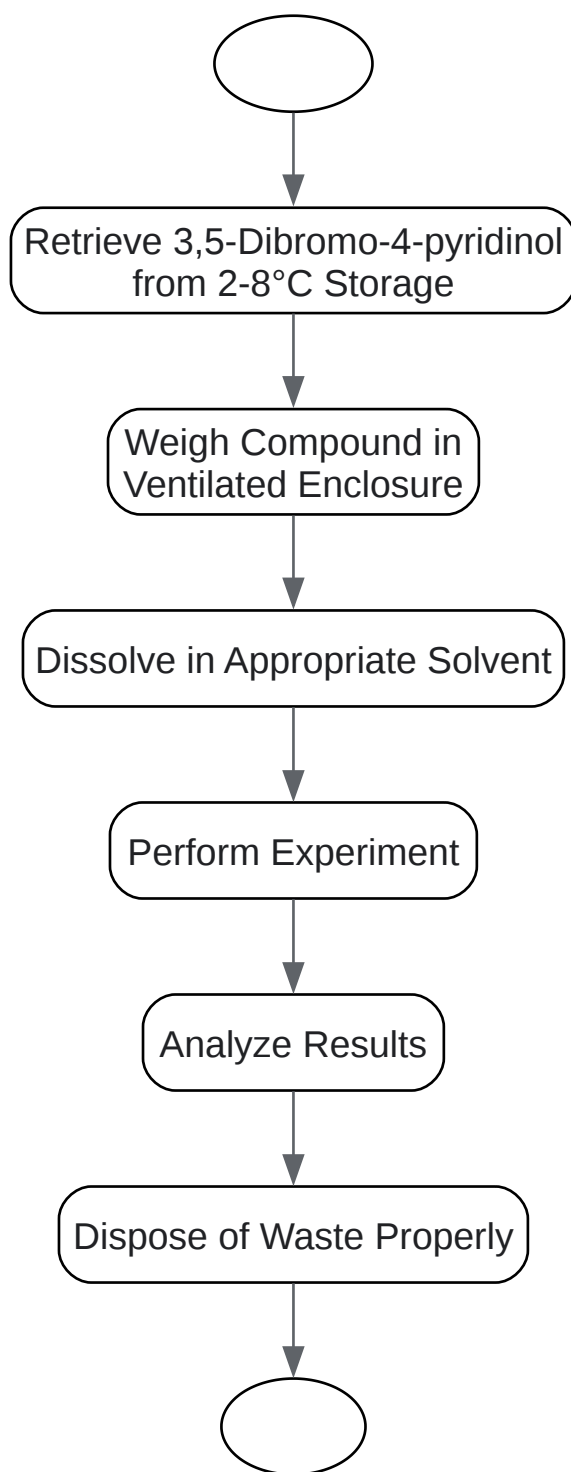 Retrieve 3,5-Dibromo-4-pyridinol
from 2-8°C Storage
Weigh Compound in
Ventilated Enclosure
Dissolve in Appropriate Solvent
Perform Experiment
Analyze Results
Dispose of Waste Properly